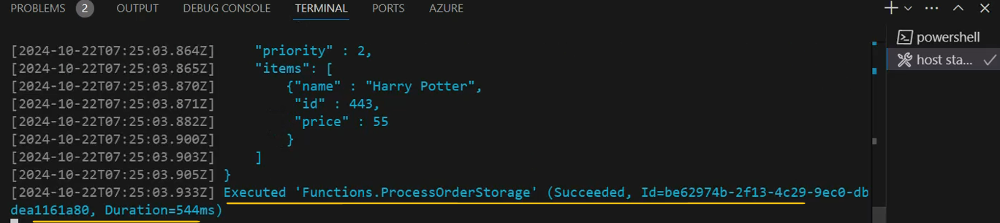 PROBLEMS 2 OUTPUT DEBUG CONSOLE TERMINAL PORTS AZURE
powershell
host sta...
[2024-10-22T07:25:03.864Z]     "priority" : 2,
[2024-10-22T07:25:03.865Z]     "items": [
[2024-10-22T07:25:03.870Z]         {"name" : "Harry Potter",
[2024-10-22T07:25:03.871Z]          "id" : 443,
[2024-10-22T07:25:03.882Z]          "price" : 55
[2024-10-22T07:25:03.900Z]         }
[2024-10-22T07:25:03.903Z]     ]
[2024-10-22T07:25:03.905Z] }
[2024-10-22T07:25:03.933Z] Executed 'Functions.ProcessOrderStorage' (Succeeded, Id=be62974b-2f13-4c29-9ec0-db
dea1161a80, Duration=544ms)